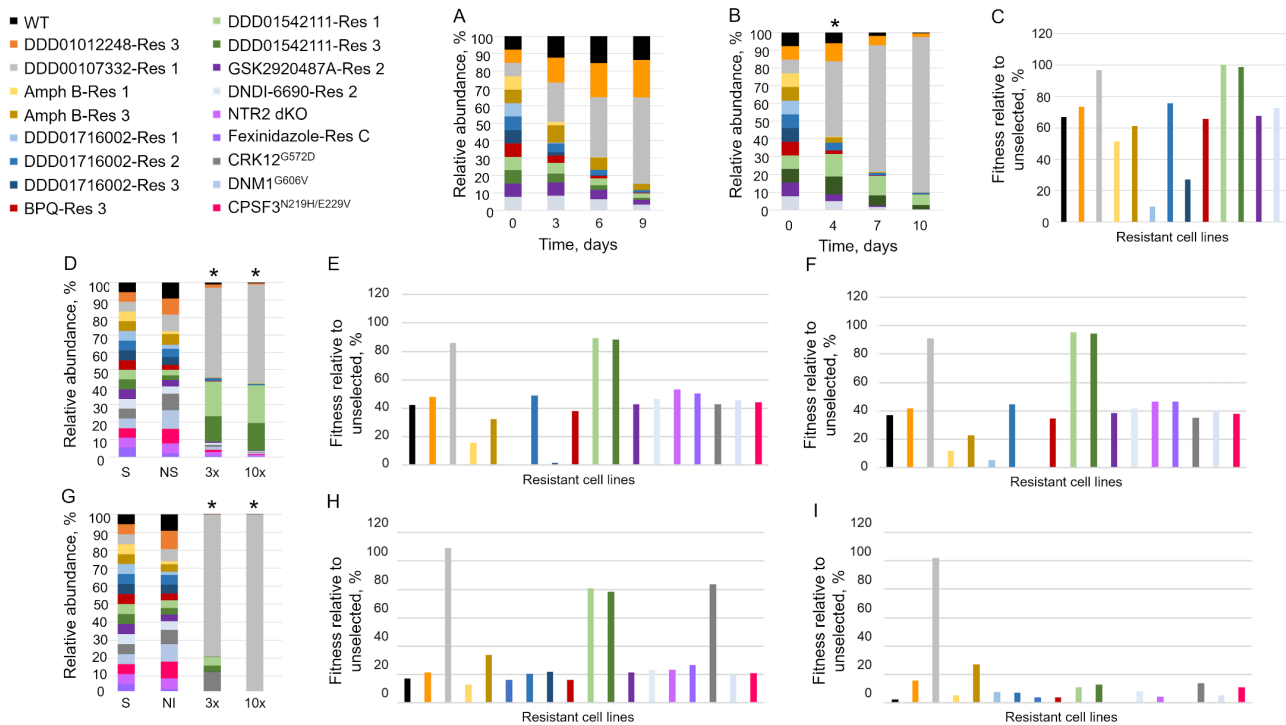 WT
DDD01012248-Res 3
DDD00107332-Res 1
Amph B-Res 1
Amph B-Res 3
DDD01716002-Res 1
DDD01716002-Res 2
DDD01716002-Res 3
BPQ-Res 3
DDD01542111-Res 1
DDD01542111-Res 3
GSK2920487A-Res 2
DNDI-6690-Res 2
NTR2 dKO
Fexinidazole-Res C
CRK12G572D
DNM1G606V
CPSF3N219H/E229V
A
Relative abundance, %
100
90
80
70
60
50
40
30
20
10
0
0 3 6 9
Time, days
B
*
Relative abundance, %
100
90
80
70
60
50
40
30
20
10
0
0 4 7 10
Time, days
C
Fitness relative to
unselected, %
120
100
80
60
40
20
0
Resistant cell lines
D
* *
Relative abundance, %
100
90
80
70
60
50
40
30
20
10
0
S NS 3x 10x
E
Fitness relative to
unselected, %
120
100
80
60
40
20
0
Resistant cell lines
F
Fitness relative to
unselected, %
120
100
80
60
40
20
0
Resistant cell lines
G
* *
Relative abundance, %
100
90
80
70
60
50
40
30
20
10
0
S NI 3x 10x
H
Fitness relative to
unselected, %
120
100
80
60
40
20
0
Resistant cell lines
I
Fitness relative to
unselected, %
120
100
80
60
40
20
0
Resistant cell lines